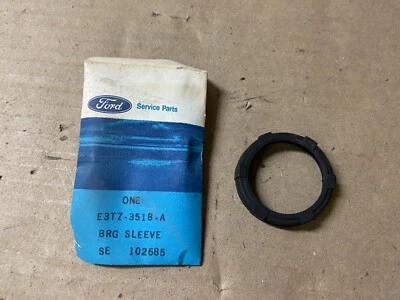 Ford Service Parts
ONE
E3TZ-3518-A
BRG SLEEVE
SE 102685